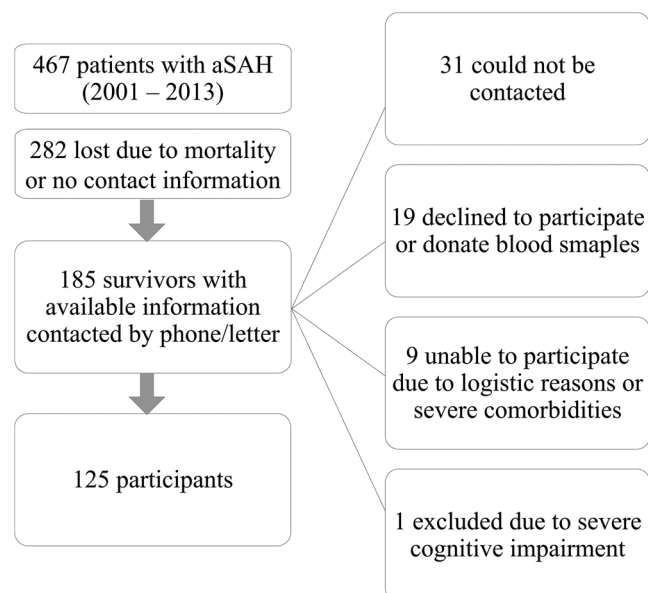 467 patients with aSAH
(2001 – 2013)
282 lost due to mortality
or no contact information
185 survivors with
available information
contacted by phone/letter
125 participants
31 could not be
contacted
19 declined to participate
or donate blood smaples
9 unable to participate
due to logistic reasons or
severe comorbidities
1 excluded due to severe
cognitive impairment